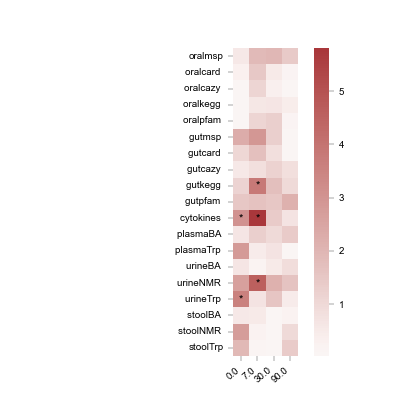 oralmsp
oralcard
oralcazy
oralkegg
oralpfam
gutmsp
gutcard
gutcazy
gutkegg *
gutpfam
cytokines * *
plasmaBA
plasmaTrp
urineBA
urineNMR *
urineTrp *
stoolBA
stoolNMR
stoolTrp
0.0 7.0 30.0 90.0
5
4
3
2
1